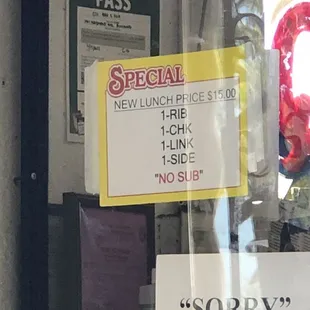 PASS
SPECIAL
NEW LUNCH PRICE $15.00
1-RIB
1-CHK
1-LINK
1-SIDE
"NO SUB"
"SORRY"